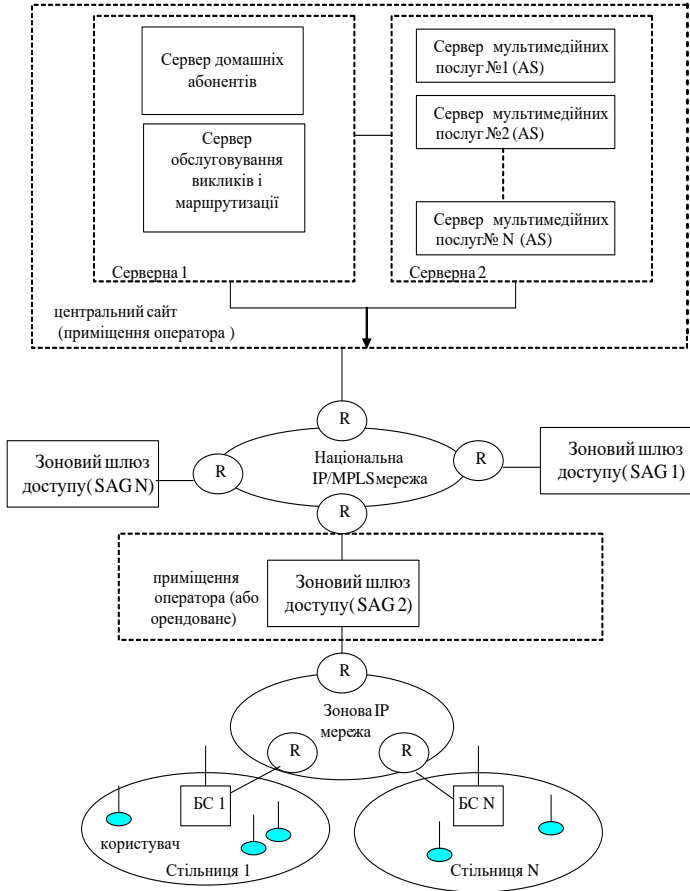 Сервер домашніх
абонентів
Сервер
обслуговування
викликів і
маршрутизації
Серверна 1
Сервер мультимедійних
послуг №1 (AS)
Сервер мультимедійних
послуг №2 (AS)
Сервер мультимедійних
послуг № N (AS)
Серверна 2
центральний сайт
(приміщення оператора )
R
Зоновий шлюз
доступу( SAG N)
R
Національна
IP/MPLS мережа
R
Зоновий шлюз
доступу( SAG 1)
R
приміщення
оператора (або
орендоване)
Зоновий шлюз
доступу( SAG 2)
R
Зонова IP
мережа
R
R
БС 1
користувач
Стільниця 1
БС N
Стільниця N